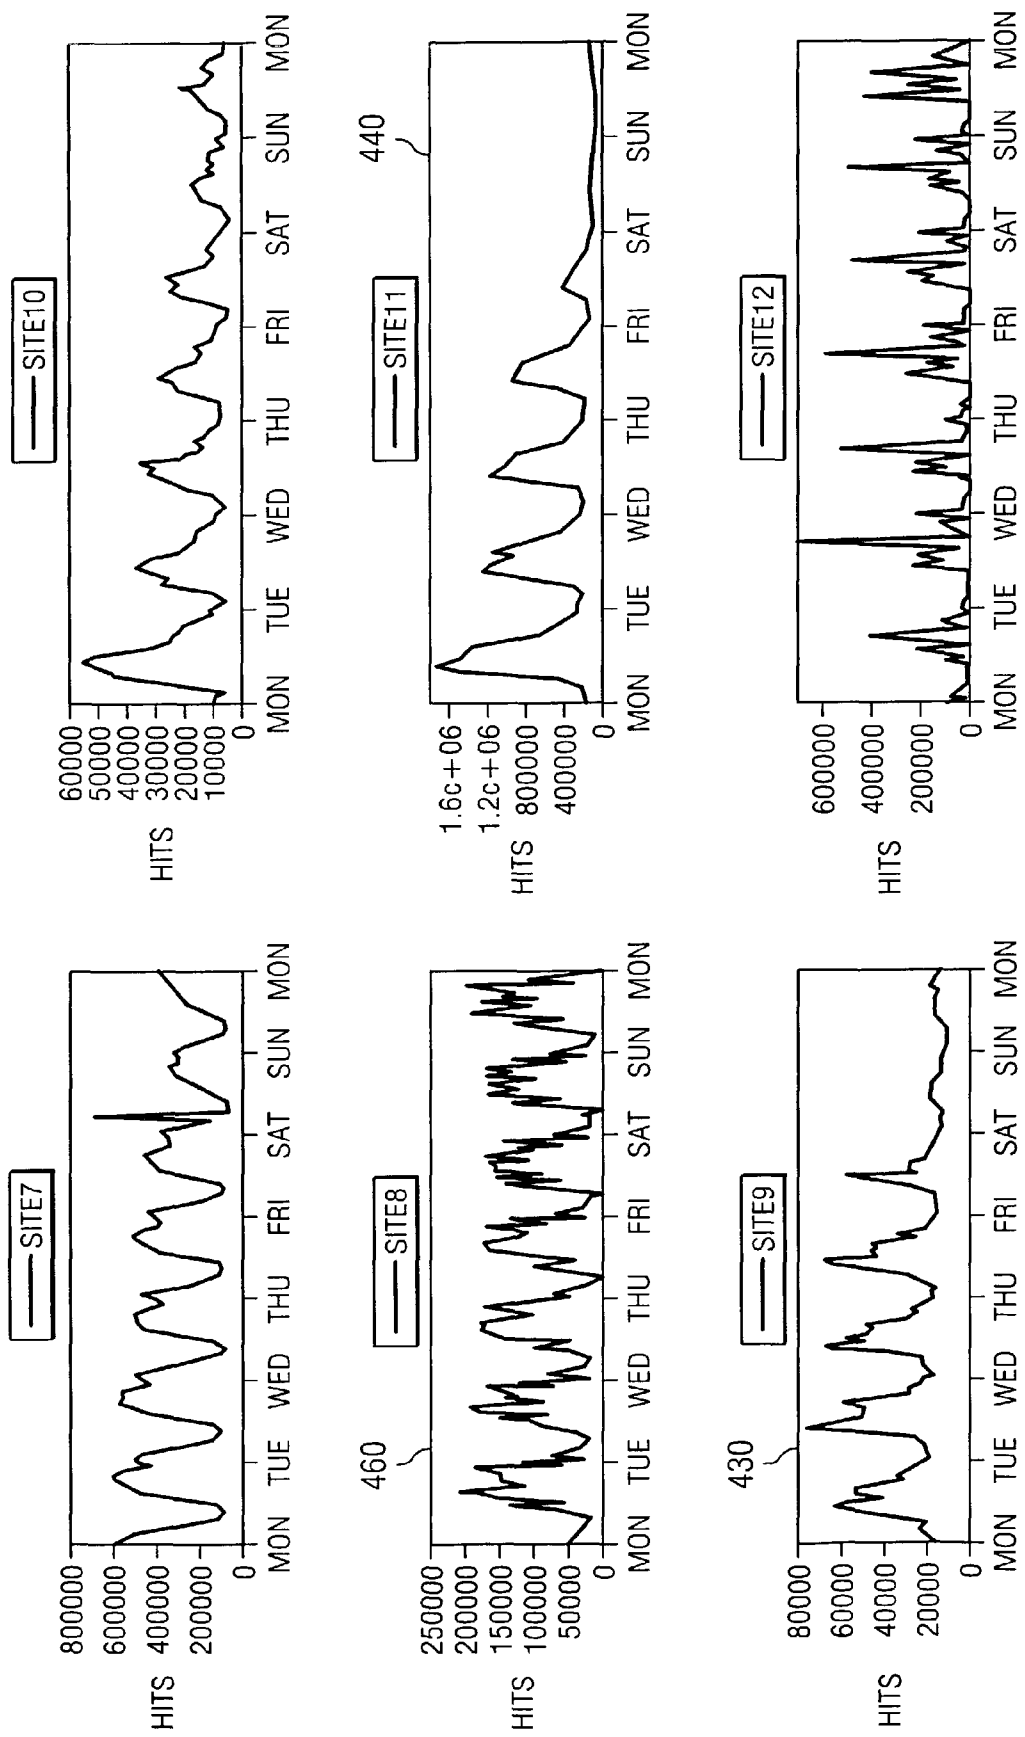 SITE7
800000
600000
400000
200000
0
HITS
MON TUE WED THU FRI SAT SUN MON
SITE10
60000
50000
40000
30000
20000
10000
0
HITS
MON TUE WED THU FRI SAT SUN MON
460
SITE8
250000
200000
150000
100000
50000
0
HITS
MON TUE WED THU FRI SAT SUN MON
SITE11
440
1.6c+06
1.2c+06
800000
400000
0
HITS
MON TUE WED THU FRI SAT SUN MON
430
SITE9
80000
60000
40000
20000
0
HITS
MON TUE WED THU FRI SAT SUN MON
SITE12
600000
400000
200000
0
HITS
MON TUE WED THU FRI SAT SUN MON